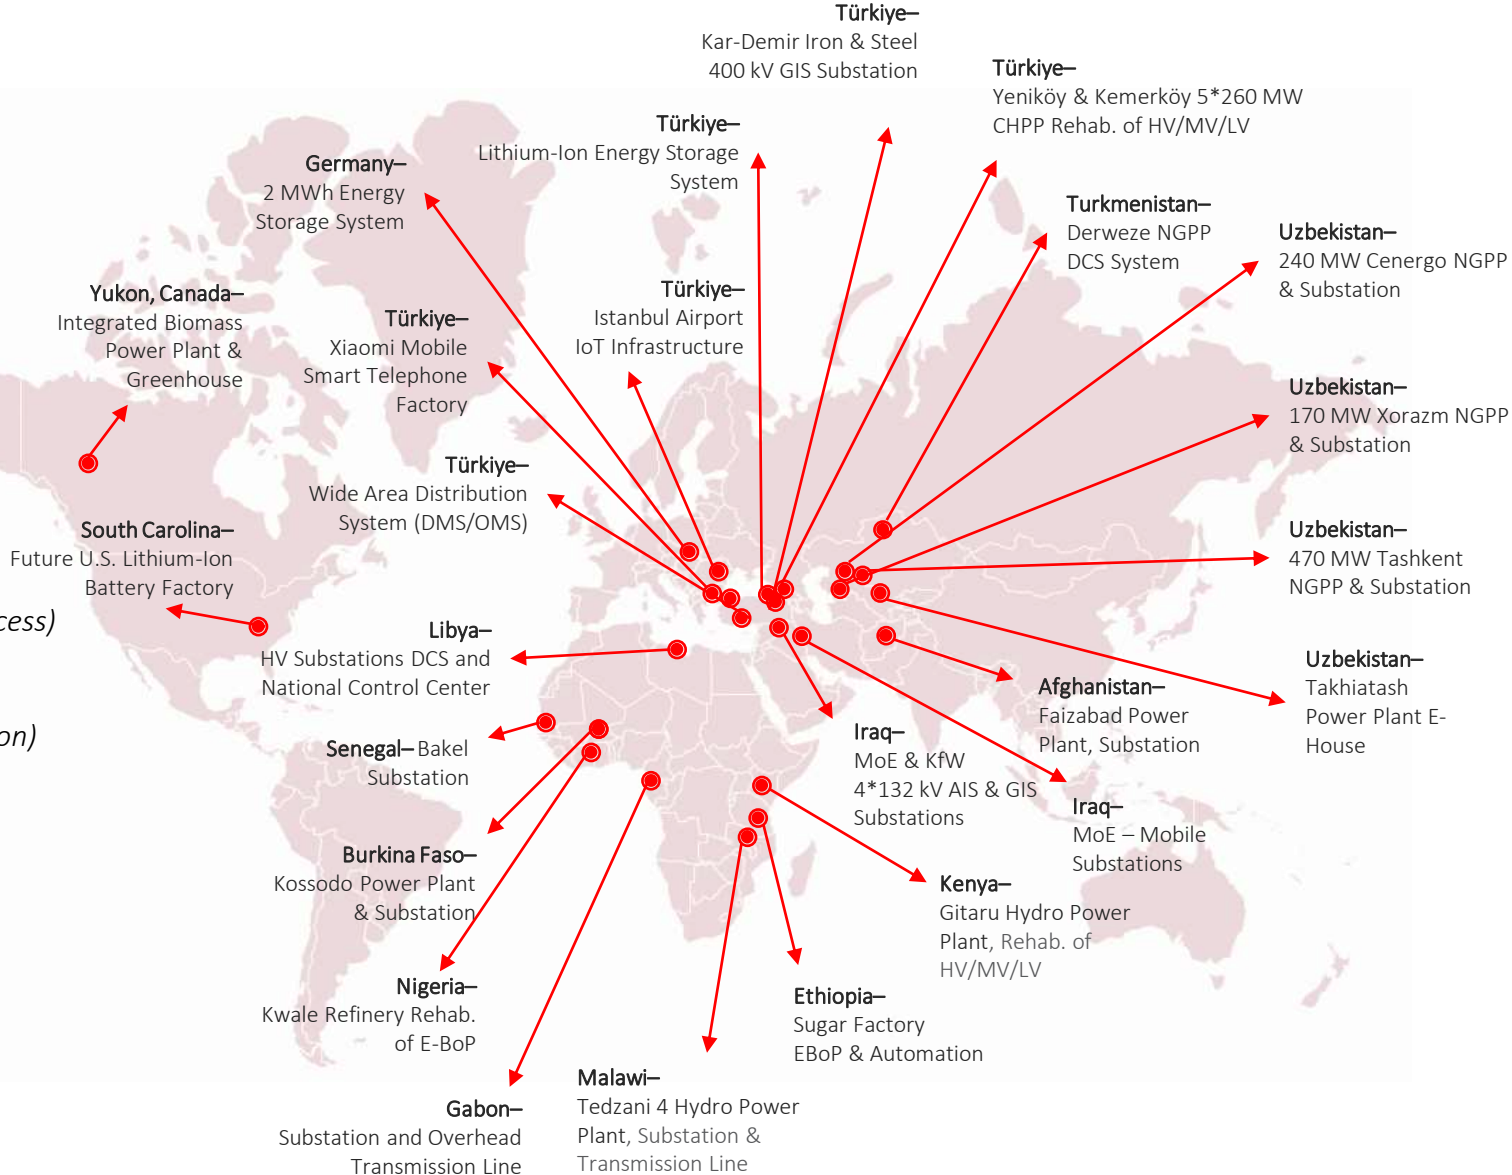 Türkiye–
Kar-Demir Iron & Steel
400 kV GIS Substation
Türkiye–
Yeniköy & Kemerköy 5*260 MW
CHPP Rehab. of HV/MV/LV
Türkiye–
Lithium-Ion Energy Storage
System
Germany–
2 MWh Energy
Storage System
Turkmenistan–
Derweze NGPP
DCS System
Uzbekistan–
240 MW Cenergo NGPP
& Substation
Yukon, Canada–
Integrated Biomass
Power Plant &
Greenhouse
Türkiye–
Xiaomi Mobile
Smart Telephone
Factory
Türkiye–
Istanbul Airport
IoT Infrastructure
Uzbekistan–
170 MW Xorazm NGPP
& Substation
Türkiye–
Wide Area Distribution
System (DMS/OMS)
South Carolina–
Future U.S. Lithium-Ion
Battery Factory
Uzbekistan–
470 MW Tashkent
NGPP & Substation
cess)
Libya–
HV Substations DCS and
National Control Center
Uzbekistan–
Takhiatash
Power Plant E-
House
Afghanistan–
Faizabad Power
Plant, Substation
on)
Senegal– Bakel
Substation
Iraq–
MoE & KfW
4*132 kV AIS & GIS
Substations
Iraq–
MoE – Mobile
Substations
Burkina Faso–
Kossodo Power Plant
& Substation
Kenya–
Gitaru Hydro Power
Plant, Rehab. of
HV/MV/LV
Nigeria–
Kwale Refinery Rehab.
of E-BoP
Ethiopia–
Sugar Factory
EBoP & Automation
Gabon–
Substation and Overhead
Transmission Line
Malawi–
Tedzani 4 Hydro Power
Plant, Substation &
Transmission Line